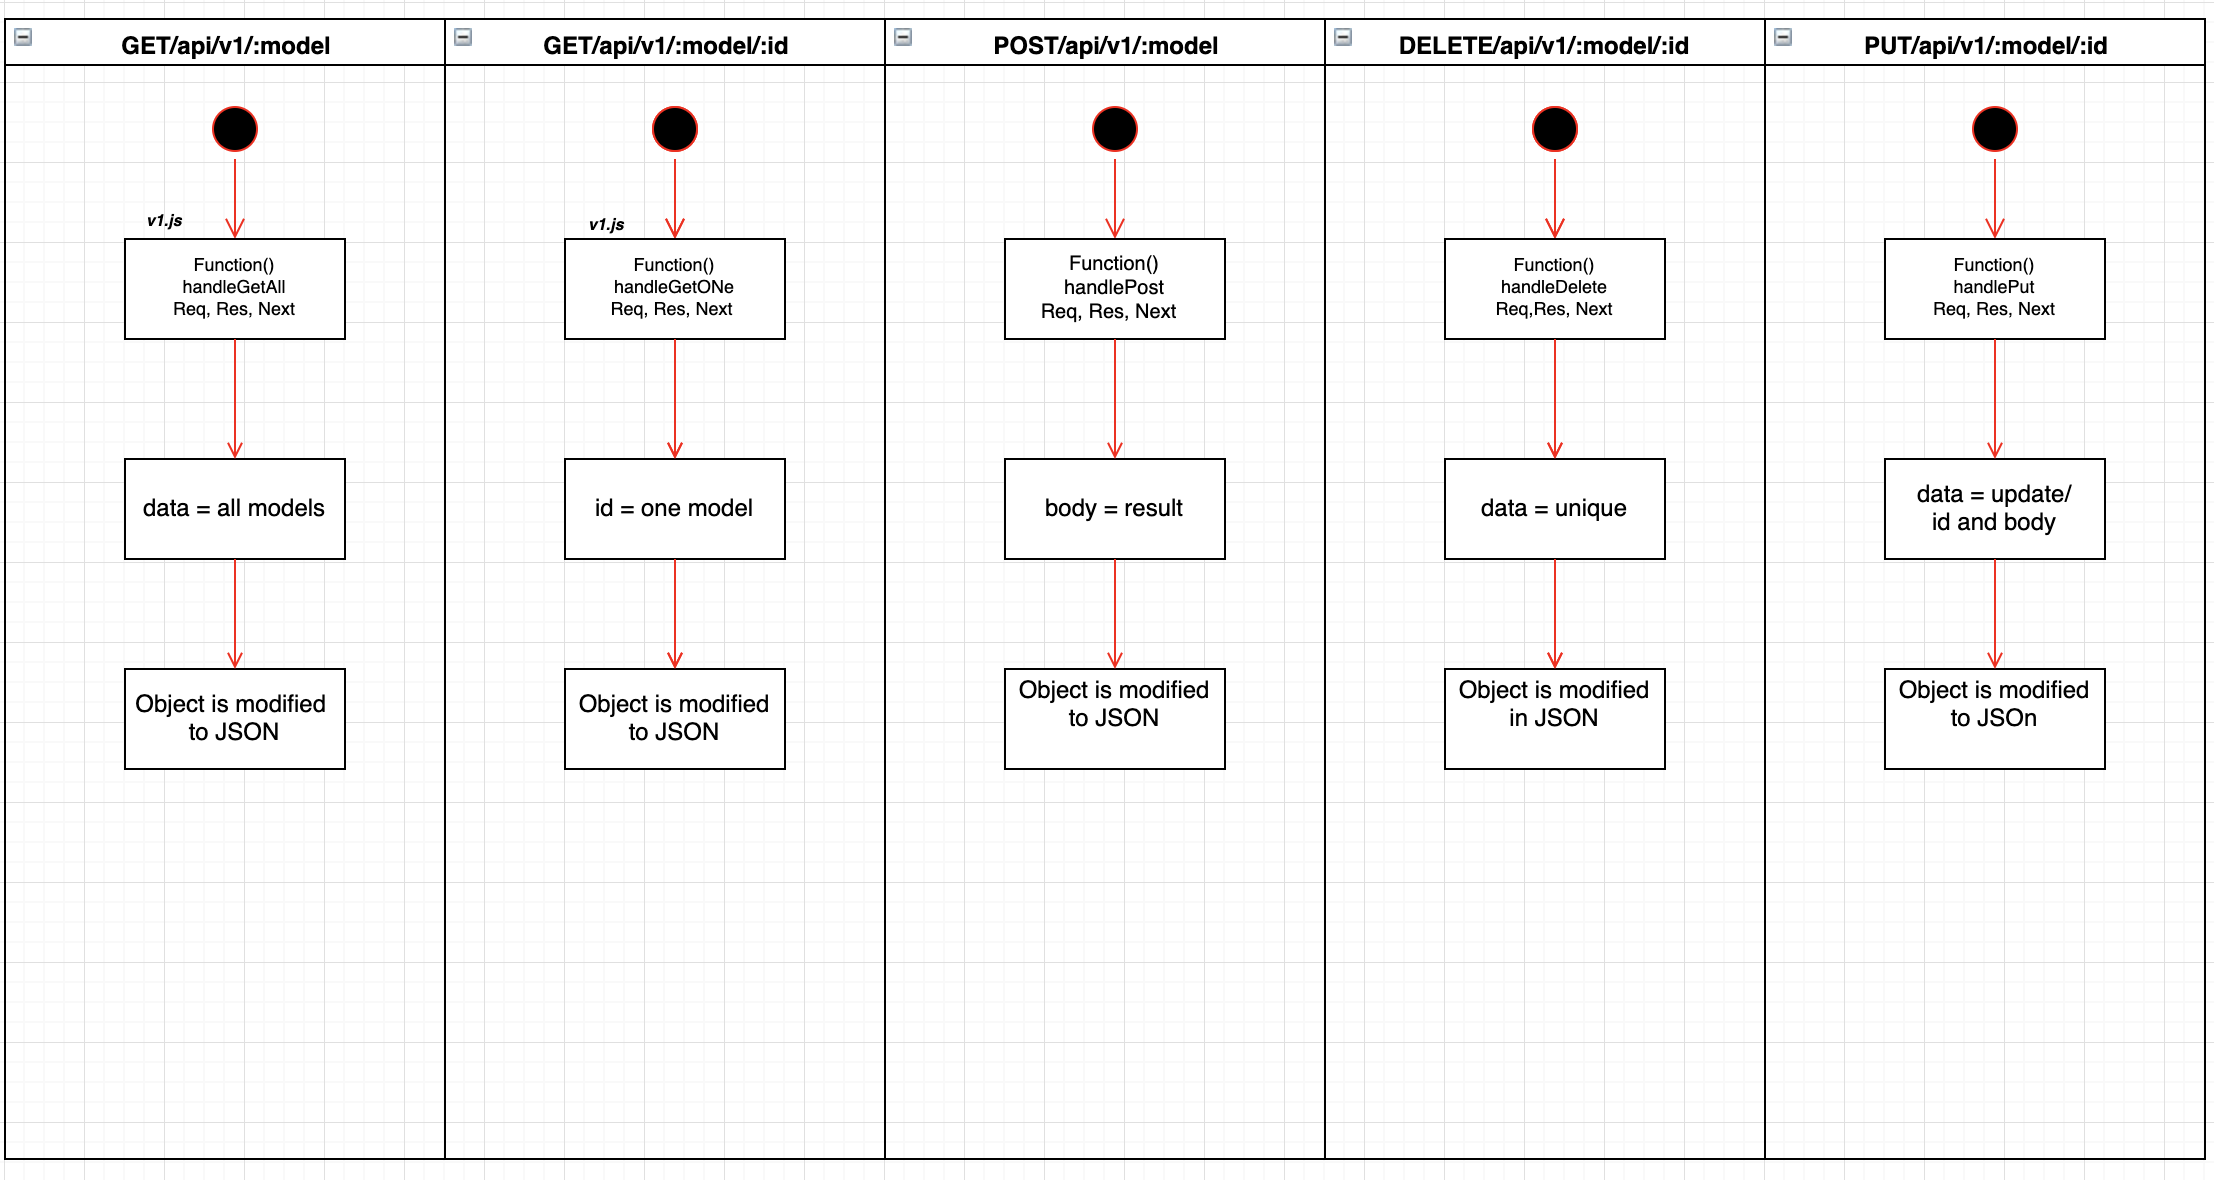 GET/api/v1/:model
GET/api/v1/:model/:id
POST/api/v1/:model
DELETE/api/v1/:model/:id
PUT/api/v1/:model/:id
v1.js
Function()
handleGetAll
Req, Res, Next
data = all models
Object is modified
to JSON
v1.js
Function()
handleGetONe
Req, Res, Next
id = one model
Object is modified
to JSON
Function()
handlePost
Req, Res, Next
body = result
Object is modified
to JSON
Function()
handleDelete
Req,Res, Next
data = unique
Object is modified
in JSON
Function()
handlePut
Req, Res, Next
data = update/
id and body
Object is modified
to JSOn